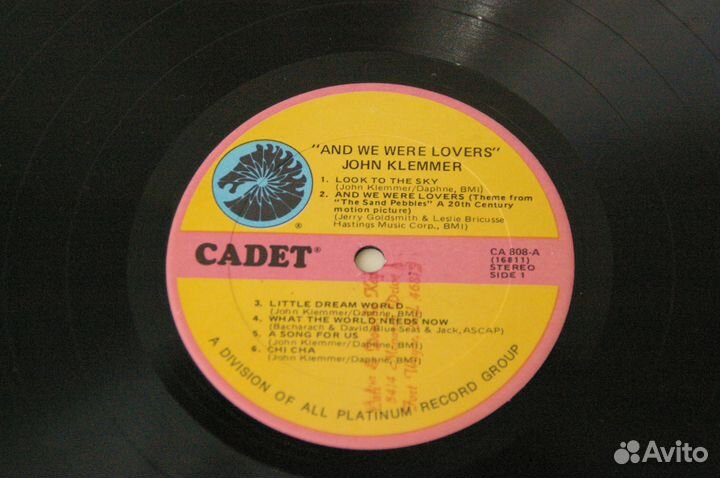 "AND WE WERE LOVERS"
JOHN KLEMMER
1. LOOK TO THE SKY
(John Klemmer/Daphne, BMI)
2. AND WE WERE LOVERS (Theme from
"The Sand Pebbles" A 20th Century
motion picture)
(Jerry Goldsmith & Leslie Bricusse
Hastings Music Corp., BMI)
®
CADET®
CA 808-A
(16811)
STEREO
SIDE 1
3. LITTLE DREAM WORLD
(John Klemmer/Daphne, BMI)
4. WHAT THE WORLD NEEDS NOW
(Bacharach & David/Blue Seas & Jack, ASCAP)
5. A SONG FOR US
(John Klemmer/Daphne, BMI)
6. CHI CHA
(John Klemmer/Daphne, BMI)
A DIVISION OF ALL PLATINUM RECORD GROUP
5414
Drive
Fort 46815
Avito